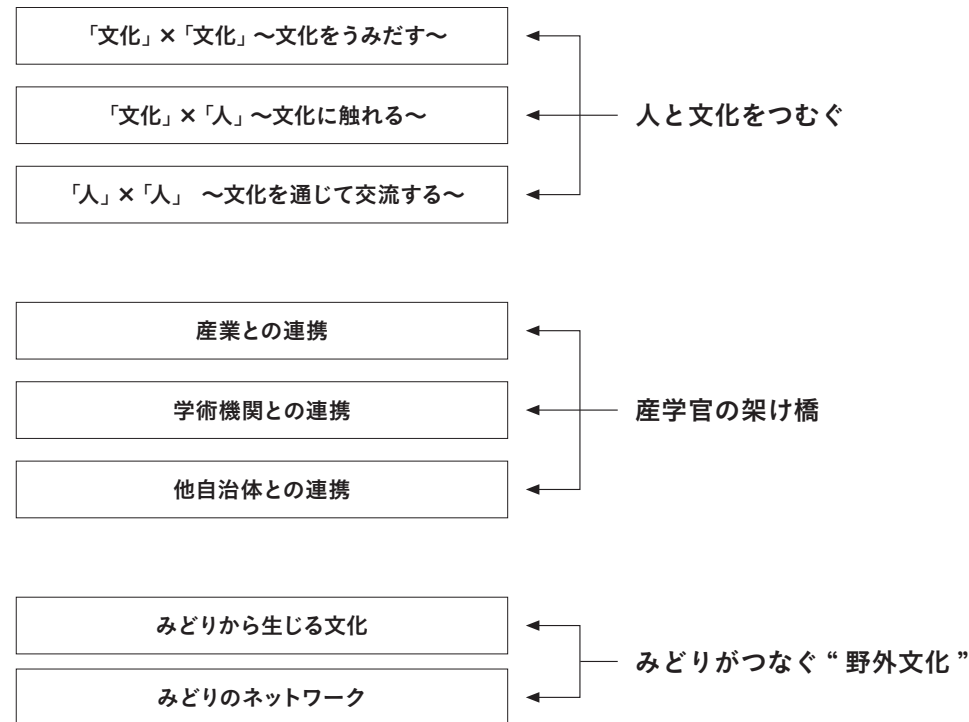 「文化」×「文化」〜文化をうみだす〜
「文化」×「人」〜文化に触れる〜
人と文化をつむぐ
「人」×「人」 〜文化を通じて交流する〜
産業との連携
学術機関との連携
産学官の架け橋
他自治体との連携
みどりから生じる文化
みどりがつなぐ“野外文化”
みどりのネットワーク